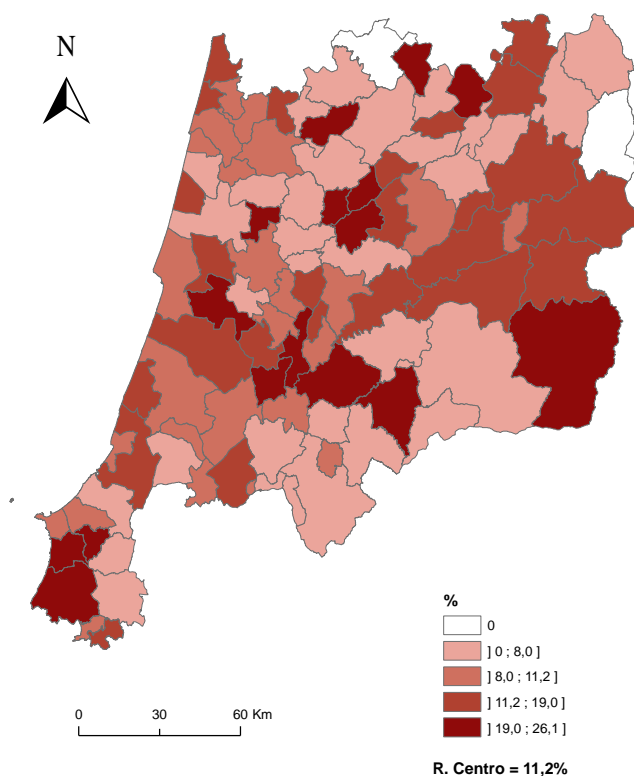 N
%
0
] 0 ; 8,0 ]
] 8,0 ; 11,2 ]
] 11,2 ; 19,0 ]
] 19,0 ; 26,1 ]
0 30 60 Km
R. Centro = 11,2%